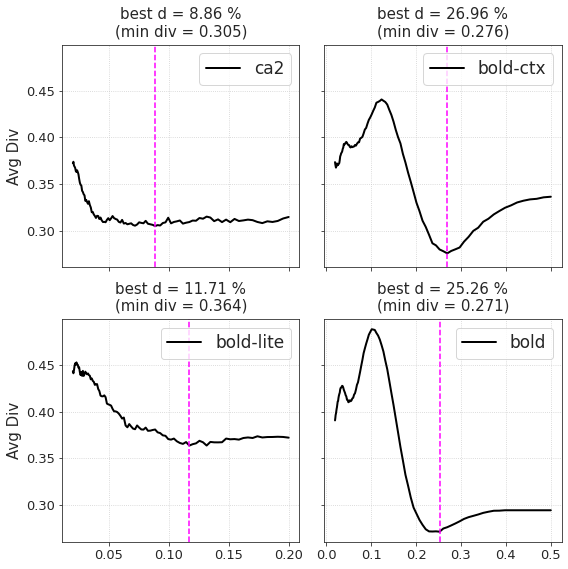 best d = 8.86 %
(min div = 0.305)
best d = 26.96 %
(min div = 0.276)
ca2
bold-ctx
Avg Div
0.45
0.40
0.35
0.30
best d = 11.71 %
(min div = 0.364)
best d = 25.26 %
(min div = 0.271)
bold-lite
bold
Avg Div
0.45
0.40
0.35
0.30
0.05 0.10 0.15 0.20
0.0 0.1 0.2 0.3 0.4 0.5